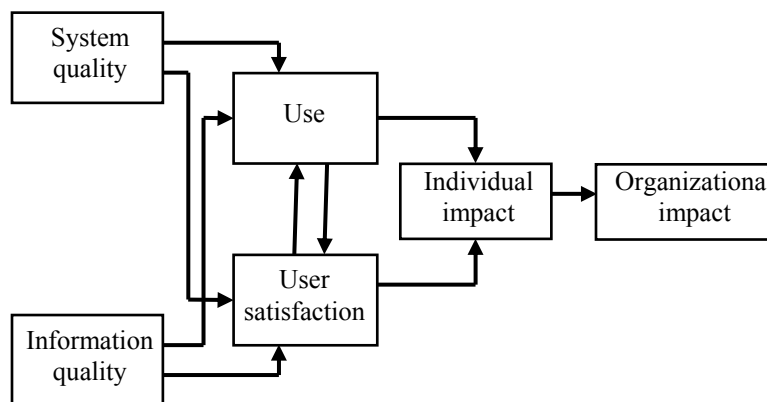 System
quality
Use
Individual
impact
Organizationa
impact
User
satisfaction
Information
quality